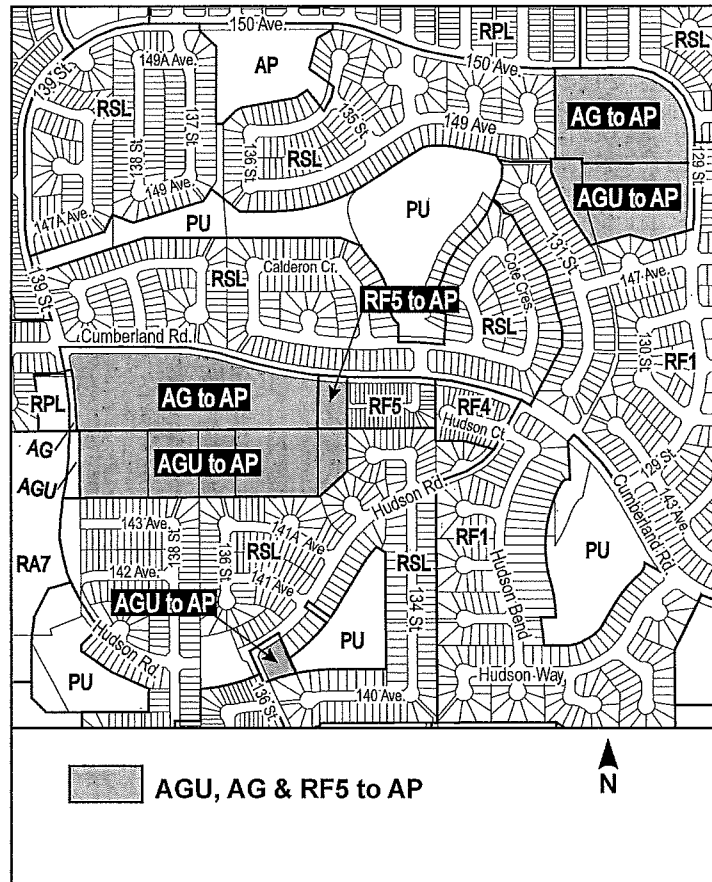 150 Ave.
RPL
RSL
139 St.
149A Ave.
AP
150 Ave.
RSL
137 St.
138 St.
135 St.
149 Ave
AG to AP
136 St.
RSL
129 St
149 Ave.
147A Ave.
PU
PU
AGU to AP
131 St
139 St.
RSL
Calderon Cr.
Cote Cres.
147 Ave.
RF5 to AP
RSL
130 St
RF1
Cumberland Rd.
RPL
AG to AP
RF5
RF4
Hudson Ct.
AG
AGU
AGU to AP
129 St
143 Ave.
Cumberland Rd
Hudson Rd.
143 Ave.
138 St
141A Ave
RSL
RSL
RF1
PU
RA7
142 Ave.
136 St
141 Ave
134 St
AGU to AP
Hudson Rd.
Hudson Bend
PU
PU
Hudson Way
136 St
140 Ave.
N
AGU, AG & RF5 to AP